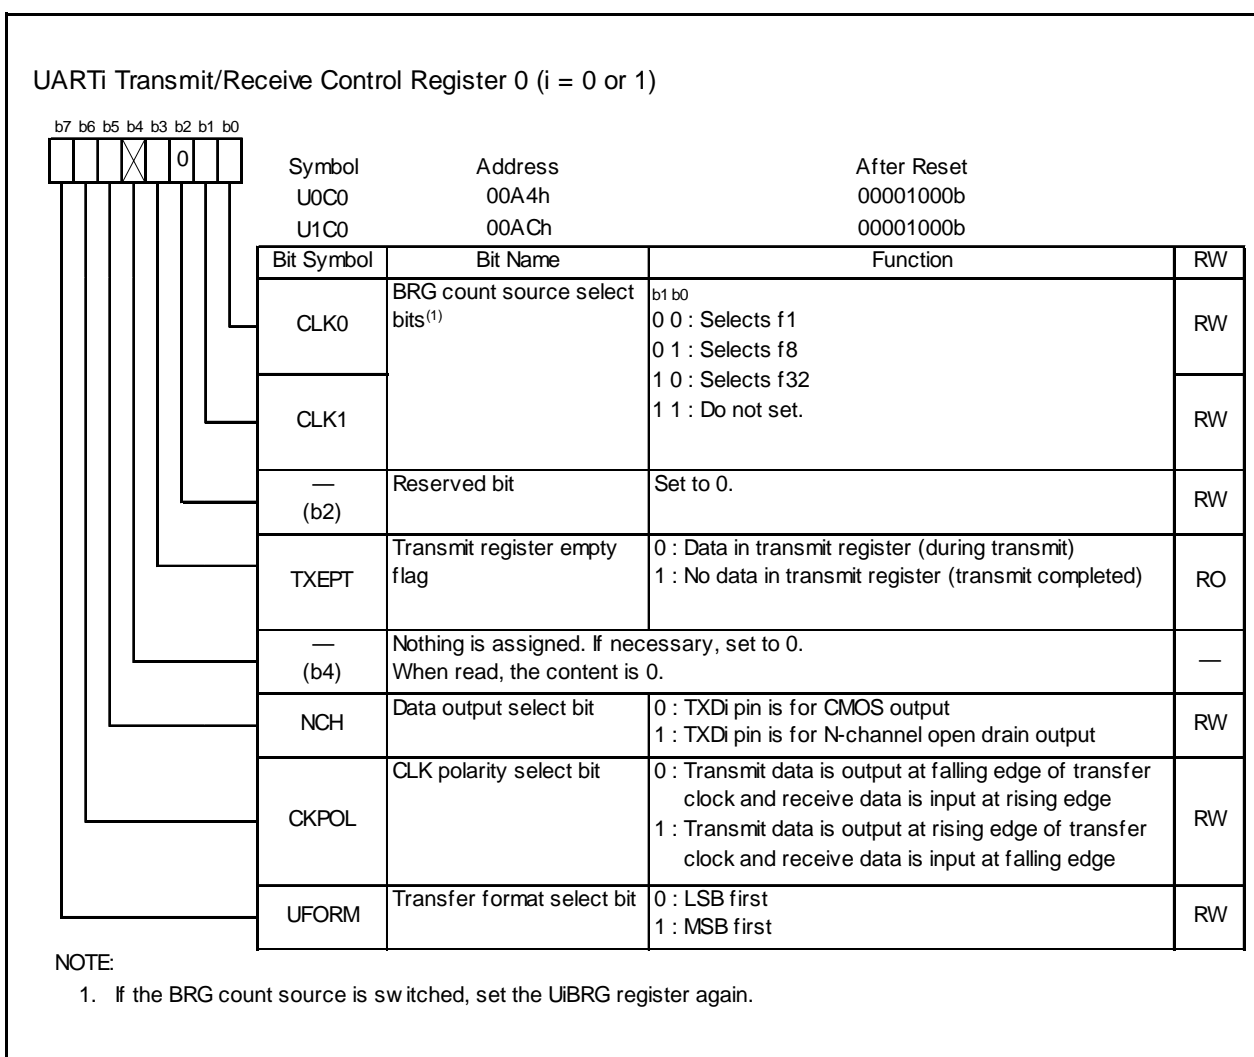 UARTi Transmit/Receive Control Register 0 (i = 0 or 1)
b7 b6 b5 b4 b3 b2 b1 b0
0
Symbol Address After Reset
U0C0 00A4h 00001000b
U1C0 00ACh 00001000b
Bit Symbol Bit Name Function RW
CLK0
BRG count source select
bits(1)
b1 b0
0 0 : Selects f1
0 1 : Selects f8
1 0 : Selects f32
1 1 : Do not set.
RW
CLK1
RW
—
(b2)
Reserved bit
Set to 0.
RW
TXEPT
Transmit register empty
flag
0 : Data in transmit register (during transmit)
1 : No data in transmit register (transmit completed)
RO
—
(b4)
Nothing is assigned. If necessary, set to 0.
When read, the content is 0.
—
NCH
Data output select bit
0 : TXDi pin is for CMOS output
1 : TXDi pin is for N-channel open drain output
RW
CKPOL
CLK polarity select bit
0 : Transmit data is output at falling edge of transfer
clock and receive data is input at rising edge
1 : Transmit data is output at rising edge of transfer
clock and receive data is input at falling edge
RW
UFORM
Transfer format select bit
0 : LSB first
1 : MSB first
RW
NOTE:
1. If the BRG count source is switched, set the UiBRG register again.